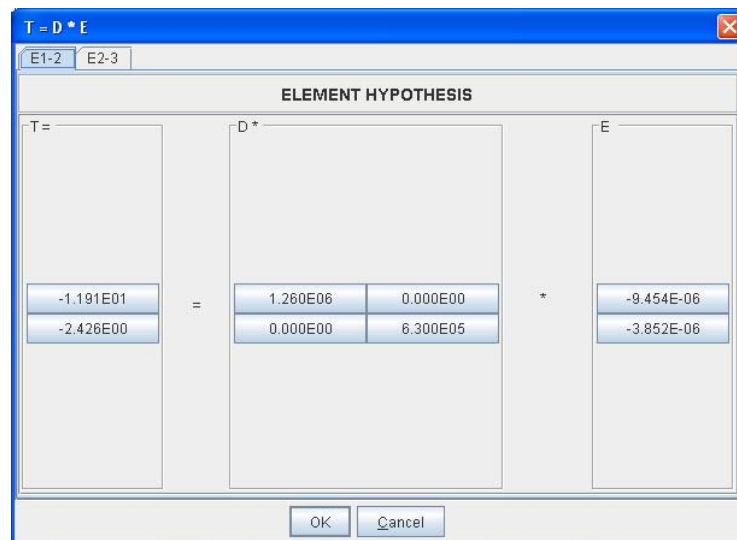 T = D * E
E1-2 E2-3
ELEMENT HYPOTHESIS
T = D * E
-1.191E01 = 1.260E06 0.000E00 * -9.454E-06
-2.426E00 0.000E00 6.300E05 -3.852E-06
OK Cancel